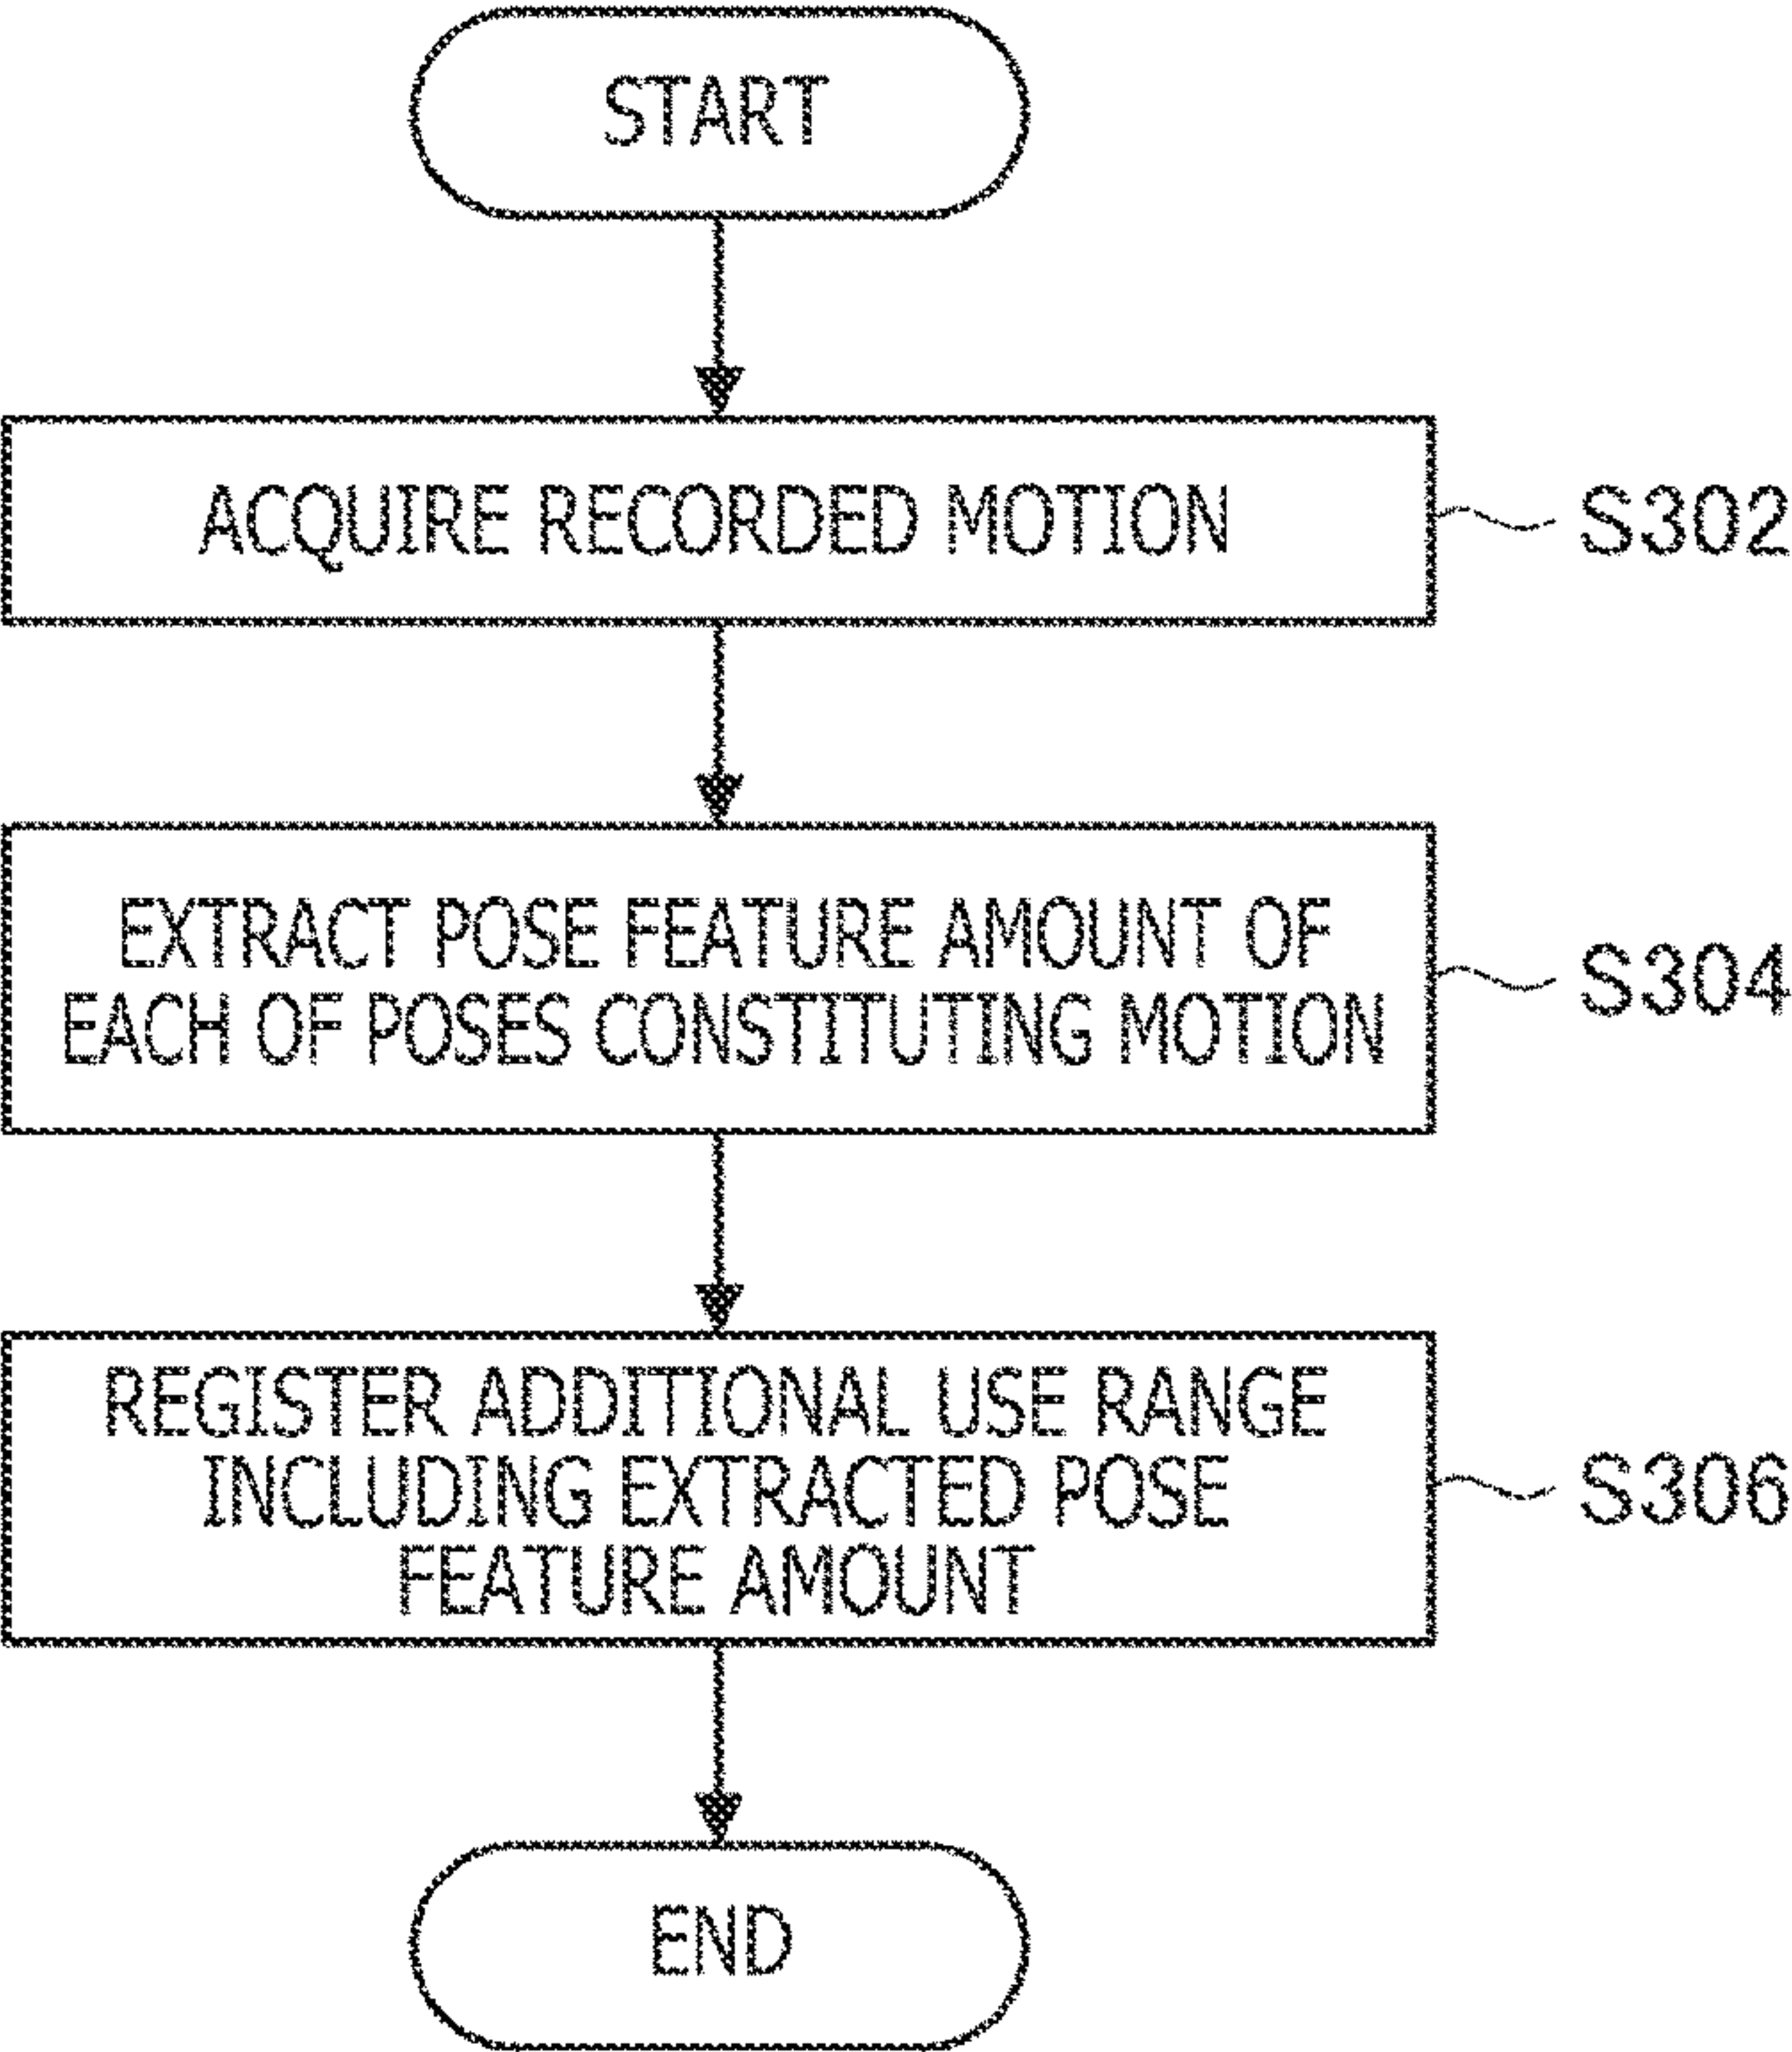 START
ACQUIRE RECORDED MOTION
S302
EXTRACT POSE FEATURE AMOUNT OF
EACH OF POSES CONSTITUTING MOTION
S304
REGISTER ADDITIONAL USE RANGE
INCLUDING EXTRACTED POSE
FEATURE AMOUNT
S306
END